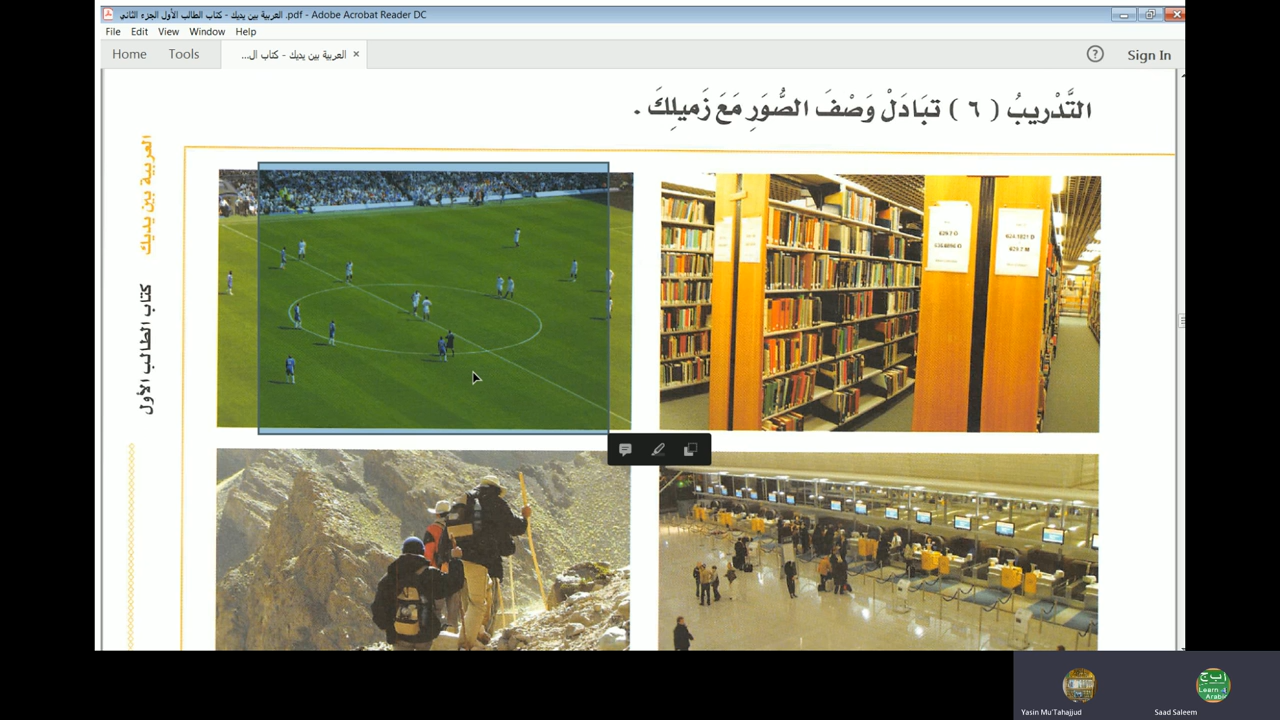 العربية بين يديك - كتاب الطالب الأول الجزء الثاني .pdf - Adobe Acrobat Reader DC
File Edit View Window Help
Home Tools العربية بين يديك - كتاب ال... × Sign In
التَّدْرِيبُ ( ٦ ) تَبَادَلْ وَصْفَ الصُّوَرِ مَعَ زَمِيلِكَ .
العربية بين يديك
كتاب الطالب الأول
Yasin Mu'Tahajjud
أ ب ج
Learn Arabic
Saad Saleem